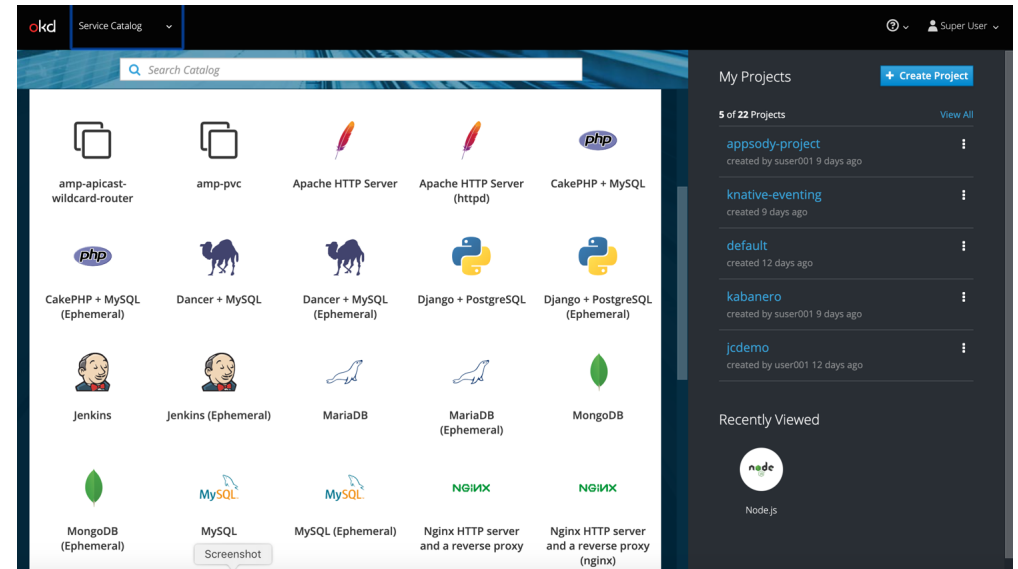 okd
Service Catalog
?
Super User
Search Catalog
amp-apicast-
wildcard-router
amp-pvc
Apache HTTP Server
Apache HTTP Server
(httpd)
php
CakePHP + MySQL
php
CakePHP + MySQL
(Ephemeral)
Dancer + MySQL
Dancer + MySQL
(Ephemeral)
Django + PostgreSQL
Django + PostgreSQL
(Ephemeral)
Jenkins
Jenkins (Ephemeral)
MariaDB
MariaDB
(Ephemeral)
MongoDB
MongoDB
(Ephemeral)
MySQL
MySQL
MySQL
MySQL (Ephemeral)
NGINX
Nginx HTTP server
and a reverse proxy
NGINX
Nginx HTTP server
and a reverse proxy
(nginx)
Screenshot
My Projects
+ Create Project
5 of 22 Projects
View All
appsody-project
created by suser001 9 days ago
knative-eventing
created 9 days ago
default
created 12 days ago
kabanero
created by suser001 9 days ago
jcdemo
created by user001 12 days ago
Recently Viewed
node
Node.js